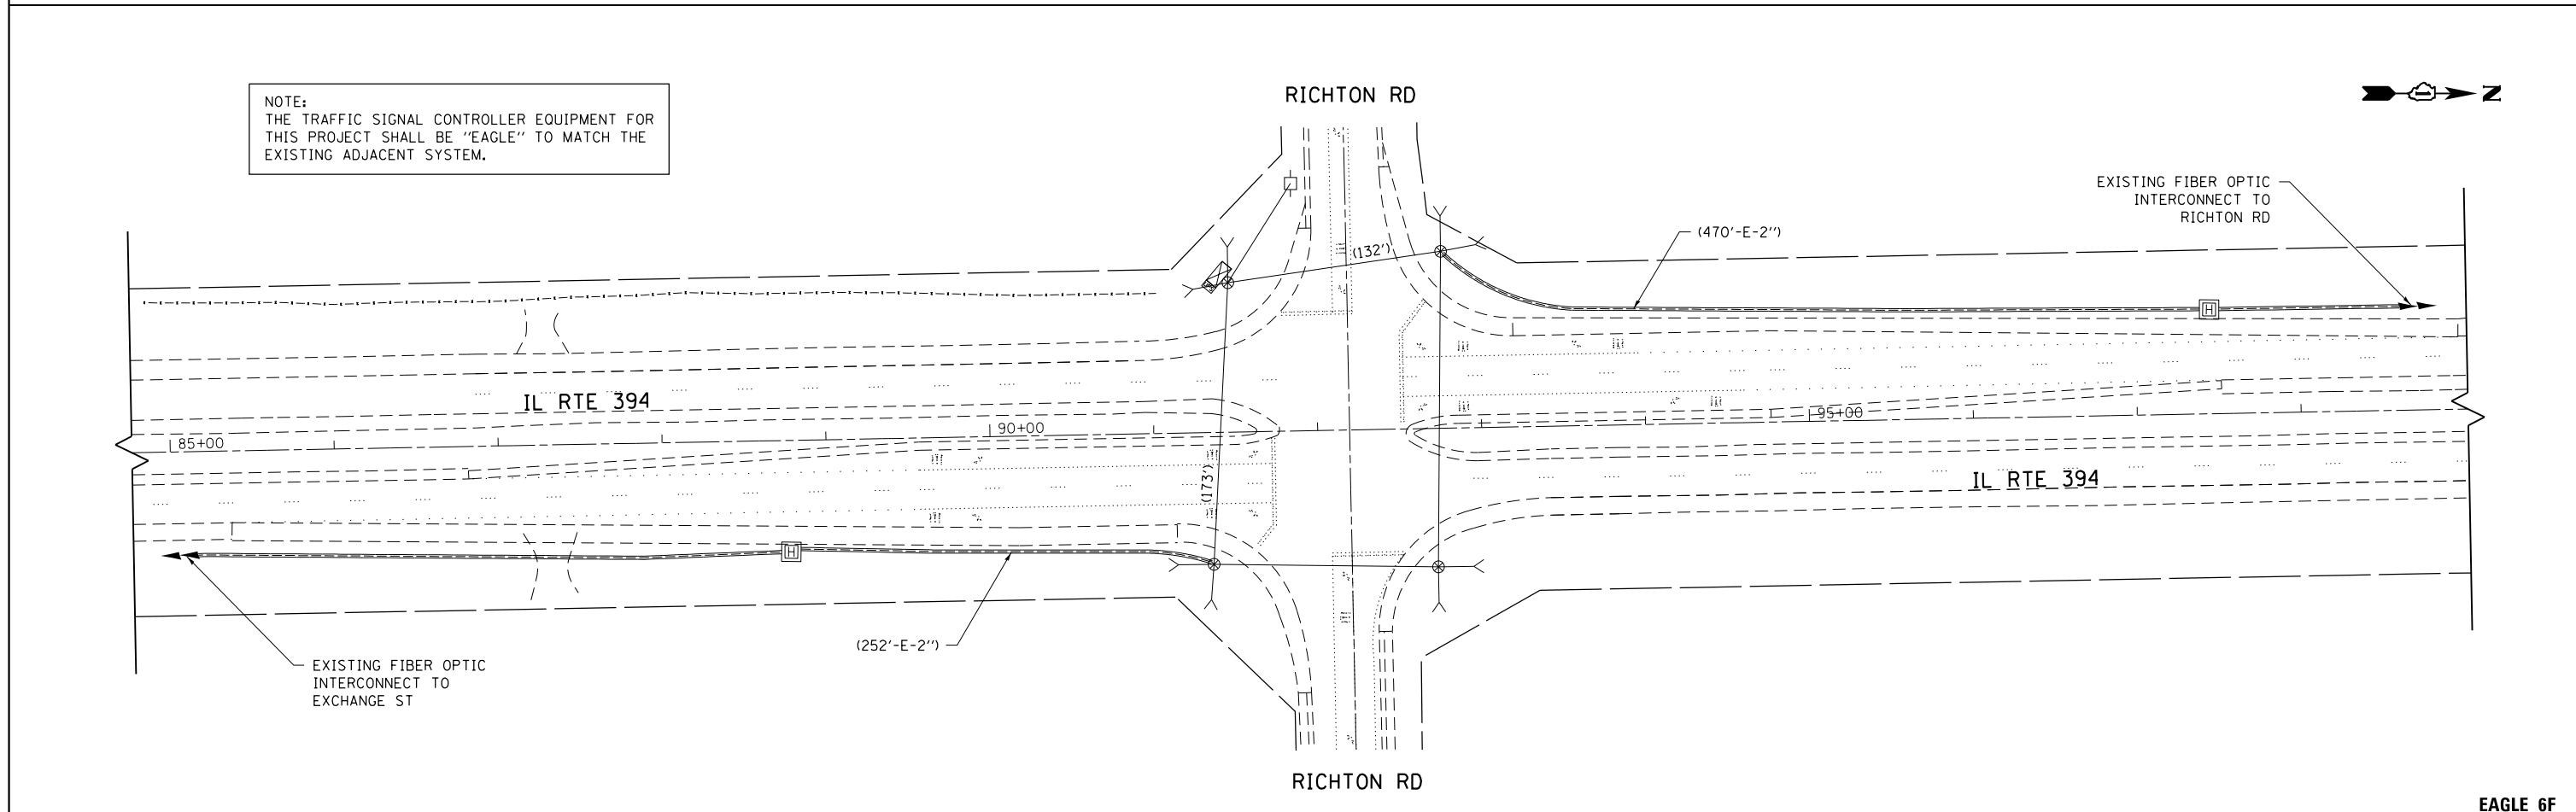 RICHTON RD
N
NOTE:
THE TRAFFIC SIGNAL CONTROLLER EQUIPMENT FOR
THIS PROJECT SHALL BE "EAGLE" TO MATCH THE
EXISTING ADJACENT SYSTEM.
EXISTING FIBER OPTIC
INTERCONNECT TO
RICHTON RD
(470'-E-2")
(132')
H
IL RTE 394
95+00
90+00
85+00
(173')
IL RTE 394
H
(252'-E-2")
EXISTING FIBER OPTIC
INTERCONNECT TO
EXCHANGE ST
RICHTON RD
EAGLE 6F